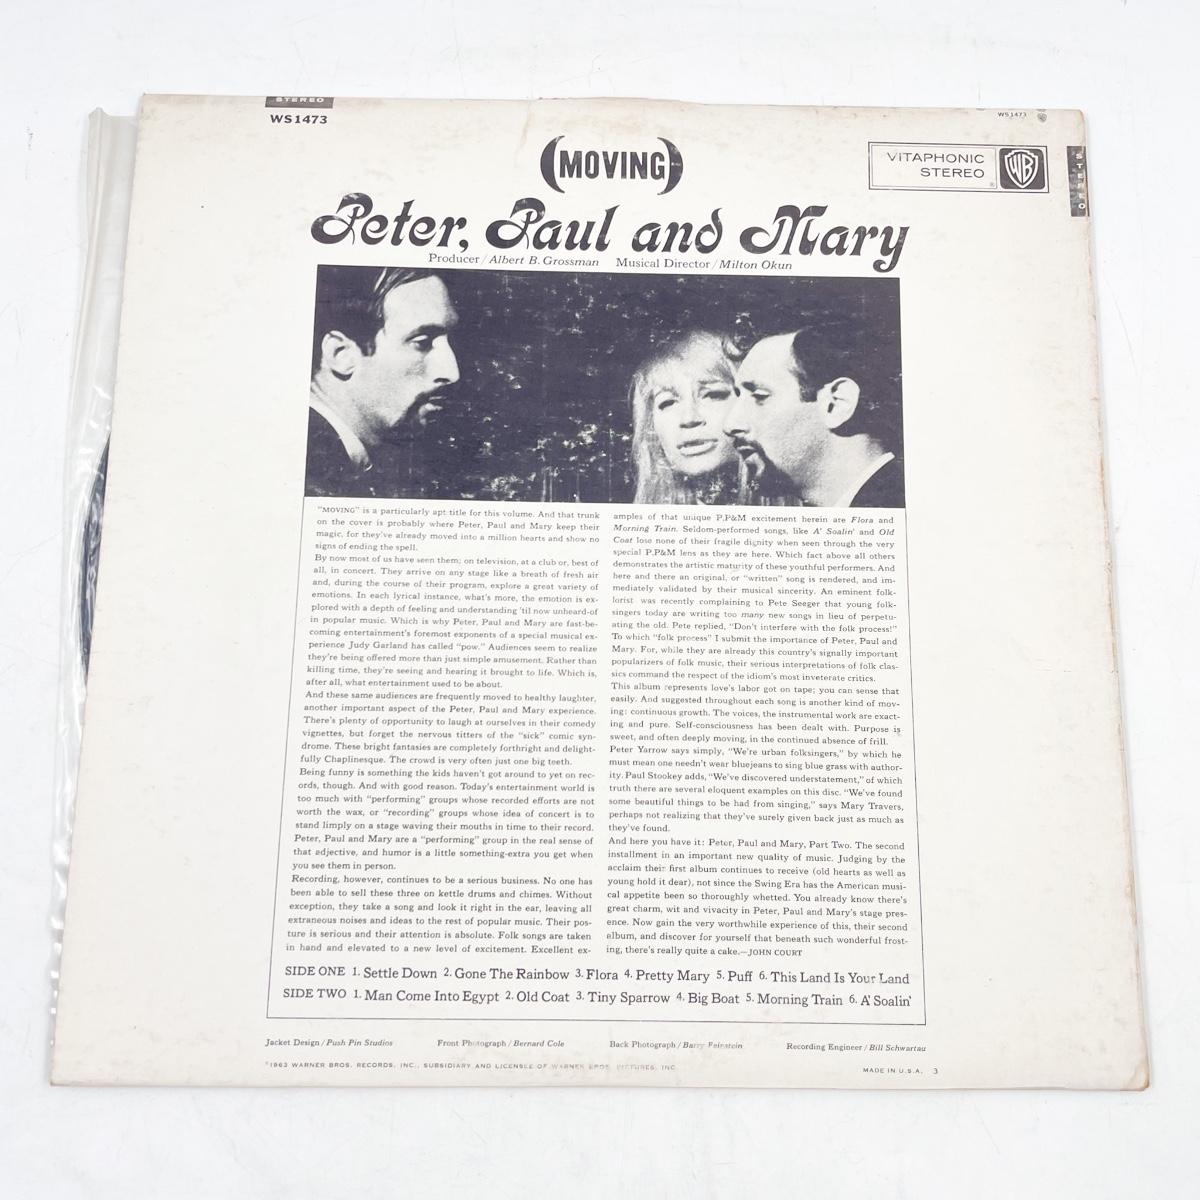 STEREO
WS1473
WS1473
(MOVING)
VITAPHONIC
STEREO
®
WB
STEREO
Peter, Paul and Mary
Producer / Albert B. Grossman Musical Director / Milton Okun
"MOVING" is a particularly apt title for this volume. And that trunk
on the cover is probably where Peter, Paul and Mary keep their
magic, for they've already moved into a million hearts and show no
signs of ending the spell.
By now most of us have seen them; on television, at a club or, best of
all, in concert. They arrive on any stage like a breath of fresh air
and, during the course of their program, explore a great variety of
emotions. In each lyrical instance, what's more, the emotion is ex-
plored with a depth of feeling and understanding 'til now unheard-of
in popular music. Which is why Peter, Paul and Mary are fast-be-
coming entertainment's foremost exponents of a special musical ex-
perience Judy Garland has called "pow." Audiences seem to realize
they're being offered more than just simple amusement. Rather than
killing time, they're seeing and hearing it brought to life. Which is,
after all, what entertainment used to be about.
And these same audiences are frequently moved to healthy laughter,
another important aspect of the Peter, Paul and Mary experience.
There's plenty of opportunity to laugh at ourselves in their comedy
vignettes, but forget the nervous titters of the "sick" comic syn-
drome. These bright fantasies are completely forthright and delight-
fully Chaplinesque. The crowd is very often just one big teeth.
Being funny is something the kids haven't got around to yet on rec-
ords, though. And with good reason. Today's entertainment world is
too much with "performing" groups whose recorded efforts are not
worth the wax, or "recording" groups whose idea of concert is to
stand limply on a stage waving their mouths in time to their record.
Peter, Paul and Mary are a "performing" group in the real sense of
that adjective, and humor is a little something-extra you get when
you see them in person.
Recording, however, continues to be a serious business. No one has
been able to sell these three on kettle drums and chimes. Without
exception, they take a song and look it right in the ear, leaving all
extraneous noises and ideas to the rest of popular music. Their pos-
ture is serious and their attention is absolute. Folk songs are taken
in hand and elevated to a new level of excitement. Excellent ex-
amples of that unique P,P&M excitement herein are Flora and
Morning Train. Seldom-performed songs, like A' Soalin' and Old
Coat lose none of their fragile dignity when seen through the very
special P,P&M lens as they are here. Which fact above all others
demonstrates the artistic maturity of these youthful performers. And
here and there an original, or "written" song is rendered, and im-
mediately validated by their musical sincerity. An eminent folk-
lorist was recently complaining to Pete Seeger that young folk-
singers today are writing too many new songs in lieu of perpetu-
ating the old. Pete replied, "Don't interfere with the folk process!"
To which "folk process" I submit the importance of Peter, Paul and
Mary. For, while they are already this country's signally important
popularizers of folk music, their serious interpretations of folk clas-
sics command the respect of the idiom's most inveterate critics.
This album represents love's labor got on tape; you can sense that
easily. And suggested throughout each song is another kind of mov-
ing: continuous growth. The voices, the instrumental work are exact-
ing and pure. Self-consciousness has been dealt with. Purpose is
sweet, and often deeply moving, in the continued absence of frill.
Peter Yarrow says simply, "We're urban folksingers," by which he
must mean one needn't wear bluejeans to sing blue grass with author-
ity. Paul Stookey adds, "We've discovered understatement," of which
truth there are several eloquent examples on this disc. "We've found
some beautiful things to be had from singing," says Mary Travers,
perhaps not realizing that they've surely given back just as much as
they've found.
And here you have it: Peter, Paul and Mary, Part Two. The second
installment in an important new quality of music. Judging by the
acclaim their first album continues to receive (old hearts as well as
young hold it dear), not since the Swing Era has the American musi-
cal appetite been so thoroughly whetted. You already know there's
great charm, wit and vivacity in Peter, Paul and Mary's stage pres-
ence. Now gain the very worthwhile experience of this, their second
album, and discover for yourself that beneath such wonderful frost-
ing, there's really quite a cake.—JOHN COURT
SIDE ONE 1. Settle Down 2. Gone The Rainbow 3. Flora 4. Pretty Mary 5. Puff 6. This Land Is Your Land
SIDE TWO 1. Man Come Into Egypt 2. Old Coat 3. Tiny Sparrow 4. Big Boat 5. Morning Train 6. A' Soalin'
Jacket Design / Push Pin Studios Front Photograph / Bernard Cole Back Photograph / Barry Feinstein Recording Engineer / Bill Schwartau
©1963 WARNER BROS. RECORDS, INC., SUBSIDIARY AND LICENSEE OF WARNER BROS. PICTURES, INC. MADE IN U.S.A. 3